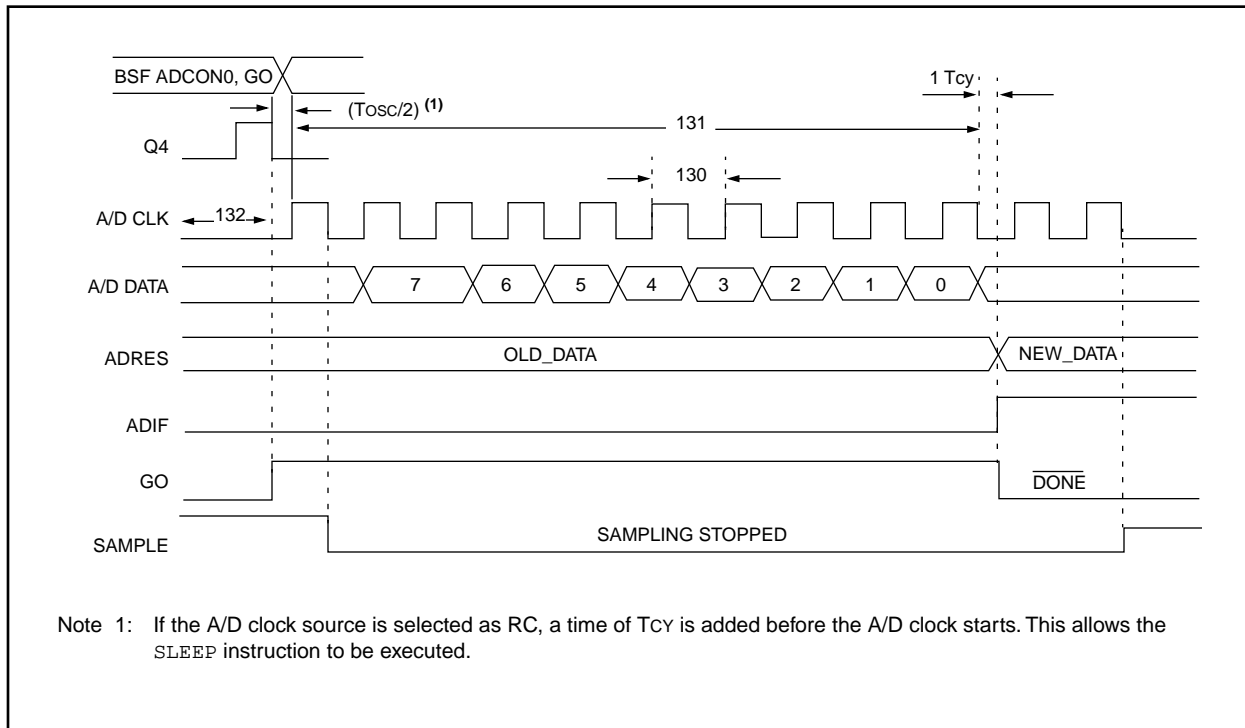 BSF ADCON0, GO
1 Tcy
(TOSC/2) (1)
131
Q4
130
A/D CLK
132
A/D DATA
7 6 5 4 3 2 1 0
ADRES
OLD_DATA
NEW_DATA
ADIF
GO
DONE
SAMPLE
SAMPLING STOPPED
Note 1: If the A/D clock source is selected as RC, a time of TCY is added before the A/D clock starts. This allows the
SLEEP instruction to be executed.